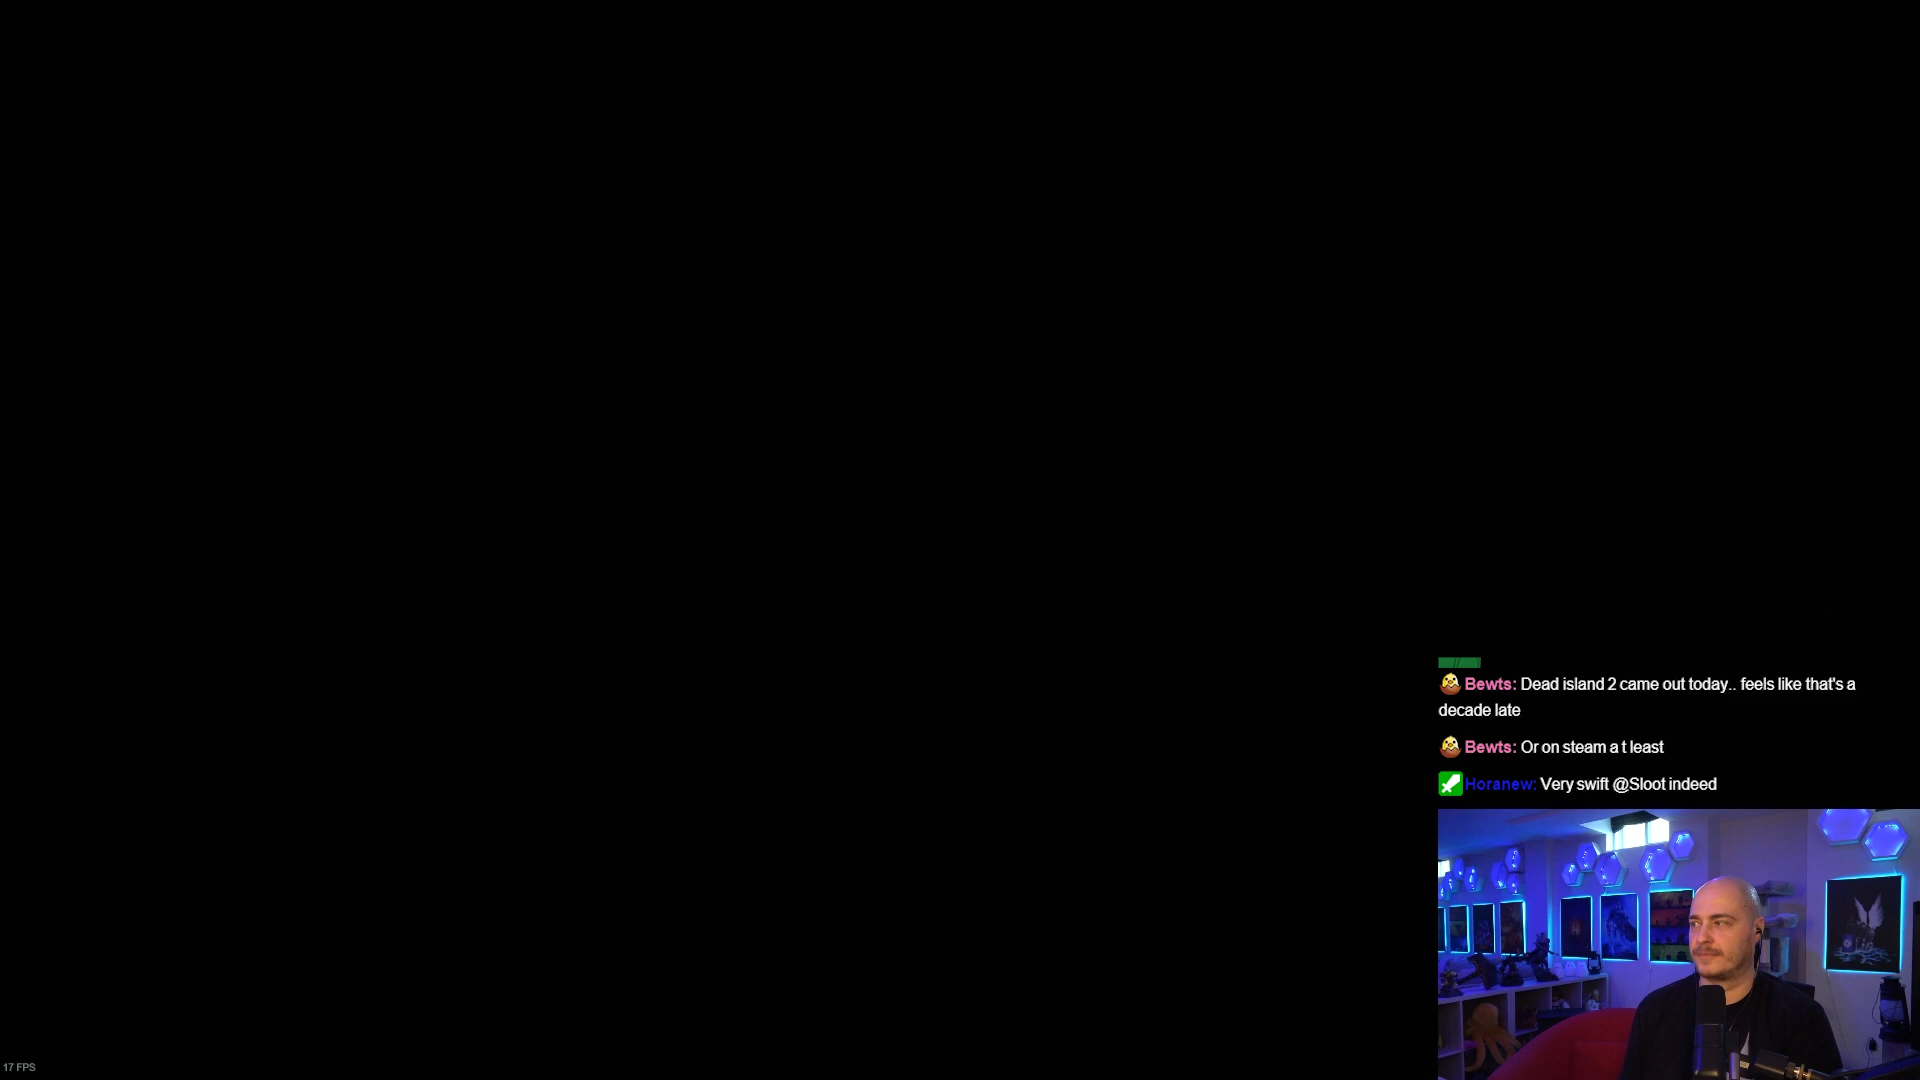 Bewts: Dead island 2 came out today.. feels like that's a
decade late
Bewts: Or on steam a t least
Horanew: Very swift @Sloot indeed
17 FPS